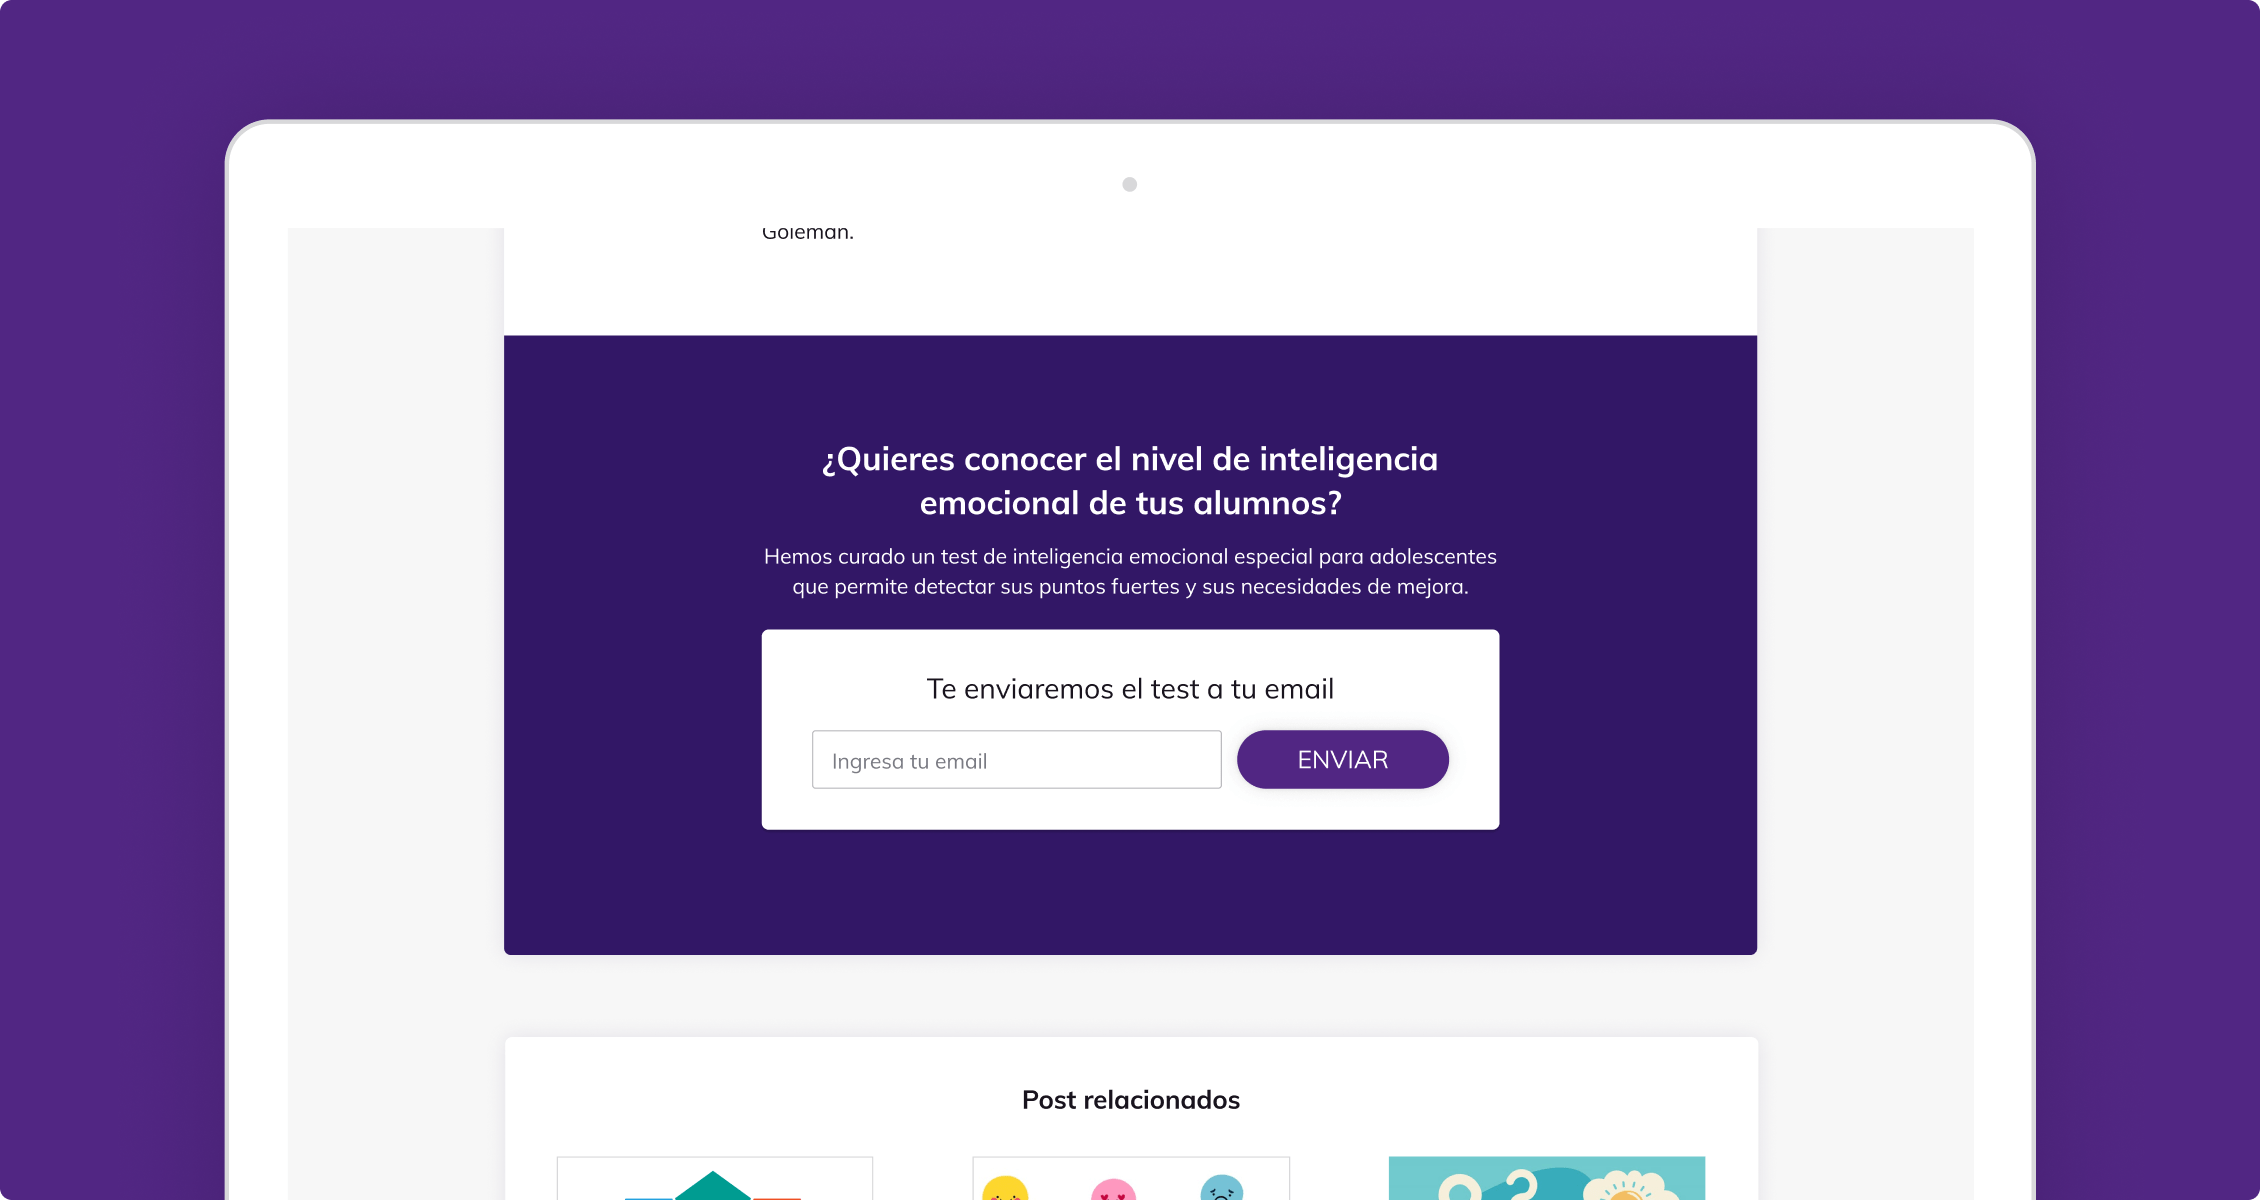 Goleman.
¿Quieres conocer el nivel de inteligencia
emocional de tus alumnos?
Hemos curado un test de inteligencia emocional especial para adolescentes
que permite detectar sus puntos fuertes y sus necesidades de mejora.
Te enviaremos el test a tu email
Ingresa tu email
ENVIAR
Post relacionados